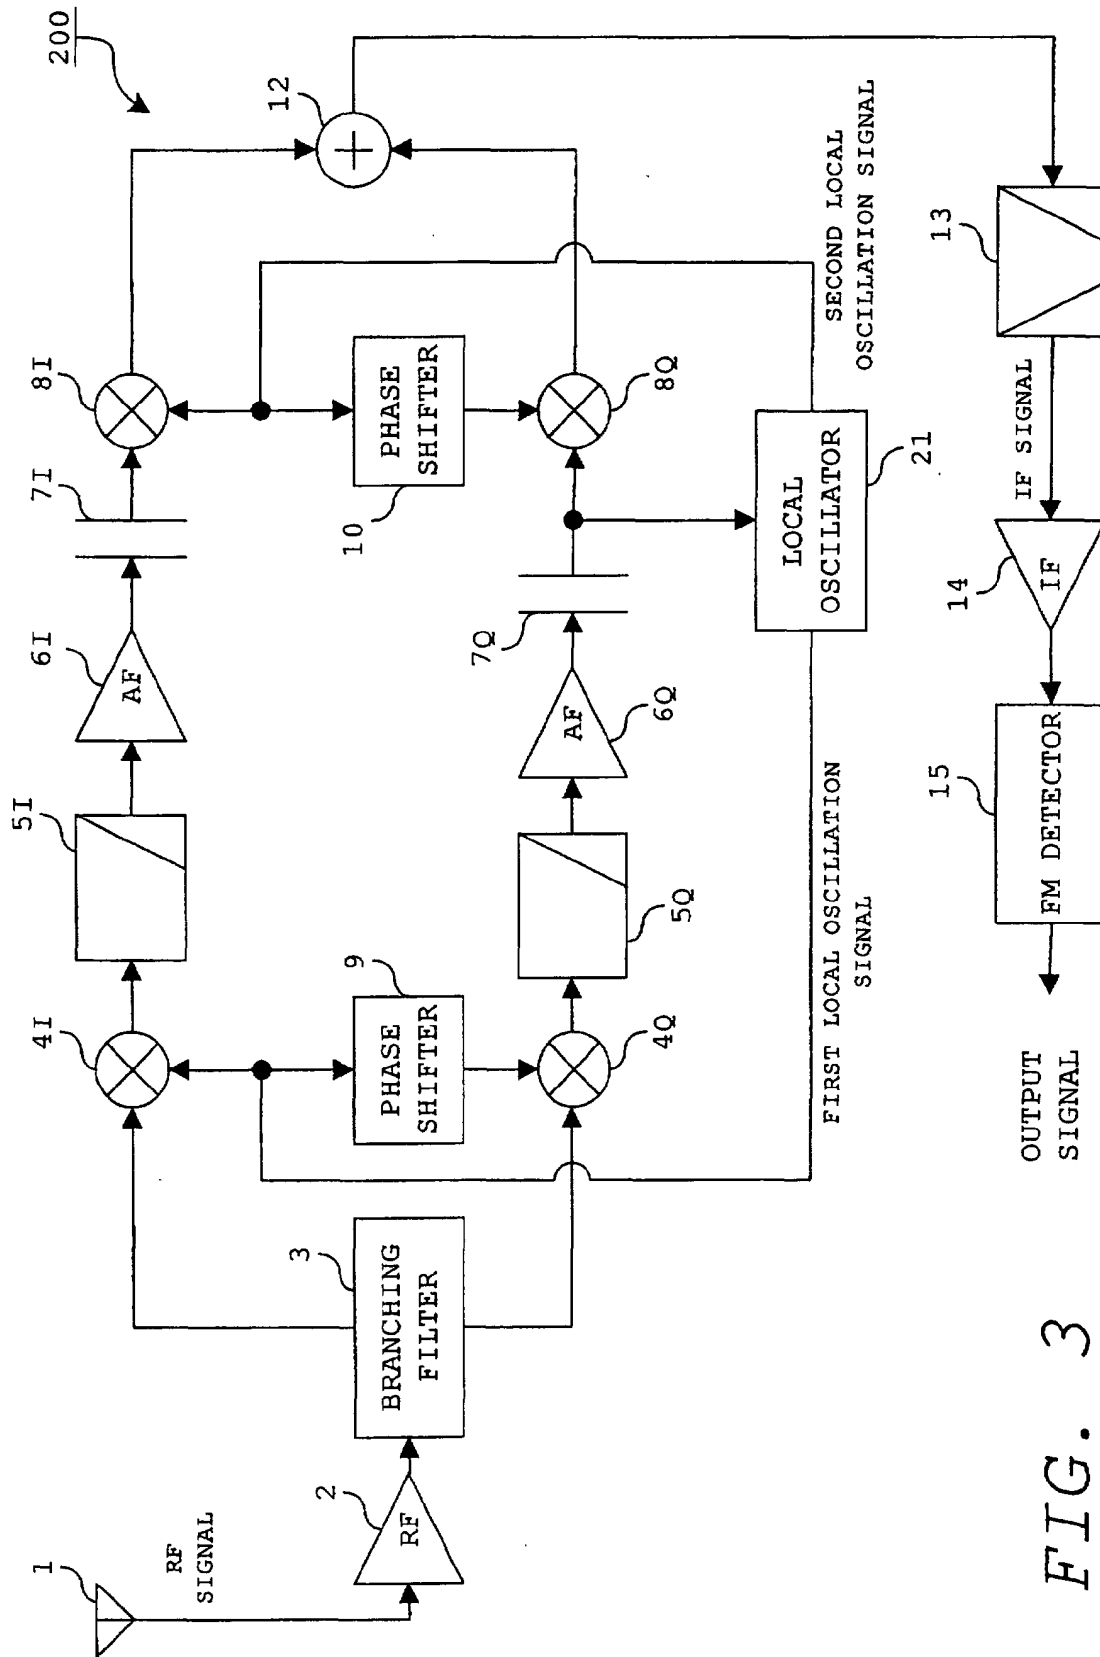 200
1
RF
SIGNAL
2
RF
3
BRANCHING
FILTER
4I
9
PHASE
SHIFTER
4Q
5I
5Q
6I
AF
6Q
AF
7I
7Q
8I
10
PHASE
SHIFTER
8Q
12
FIRST LOCAL OSCILLATION
SIGNAL
LOCAL
OSCILLATOR
21
SECOND LOCAL
OSCILLATION SIGNAL
13
IF SIGNAL
14
IF
15
FM DETECTOR
OUTPUT
SIGNAL
FIG. 3